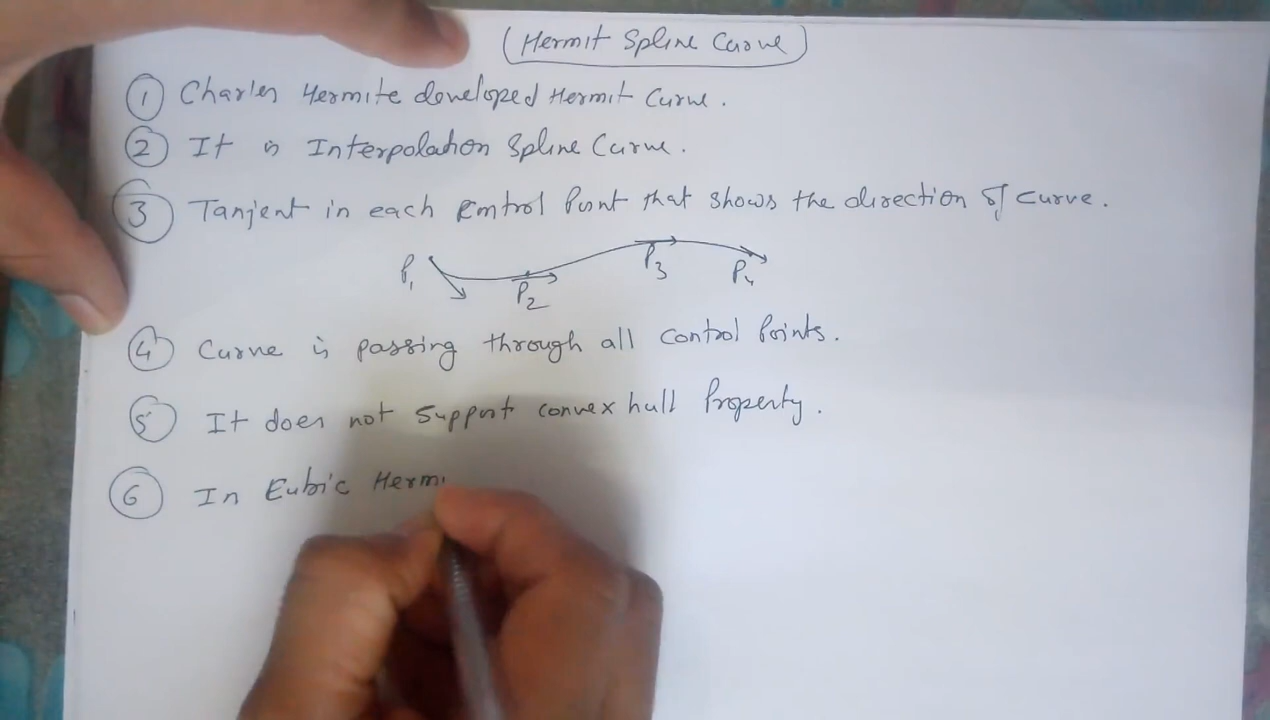 (Hermit Spline Curve)
1 Charles Hermite developed Hermit Curve.
2 It is Interpolation Spline Curve.
3 Tanjent in each Control Point that shows the direction of curve.
P1 P2 P3 P4
4 Curve is passing through all control Points.
5 It does not support convex hull Property.
6 In Cubic Herm